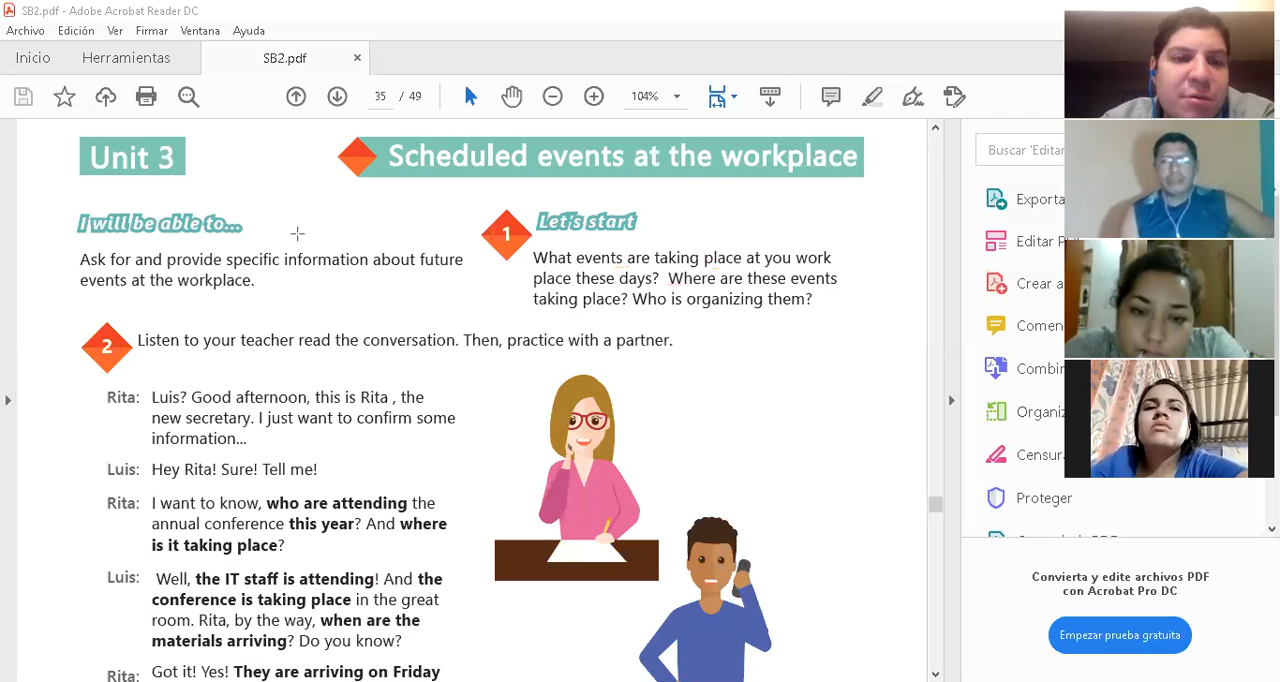 SB2.pdf - Adobe Acrobat Reader DC
Archivo Edición Ver Firmar Ventana Ayuda
Inicio Herramientas SB2.pdf ×
35 / 49 104%
Unit 3
Scheduled events at the workplace
I will be able to...
Ask for and provide specific information about future
events at the workplace.
1
Let's start
What events are taking place at you work
place these days? Where are these events
taking place? Who is organizing them?
2
Listen to your teacher read the conversation. Then, practice with a partner.
Rita: Luis? Good afternoon, this is Rita , the
new secretary. I just want to confirm some
information...
Luis: Hey Rita! Sure! Tell me!
Rita: I want to know, who are attending the
annual conference this year? And where
is it taking place?
Luis: Well, the IT staff is attending! And the
conference is taking place in the great
room. Rita, by the way, when are the
materials arriving? Do you know?
Rita: Got it! Yes! They are arriving on Friday
Buscar 'Editar
Exporta
Editar P
Crear a
Comen
Combi
Organiz
Censur
Proteger
Convierta y edite archivos PDF
con Acrobat Pro DC
Empezar prueba gratuita